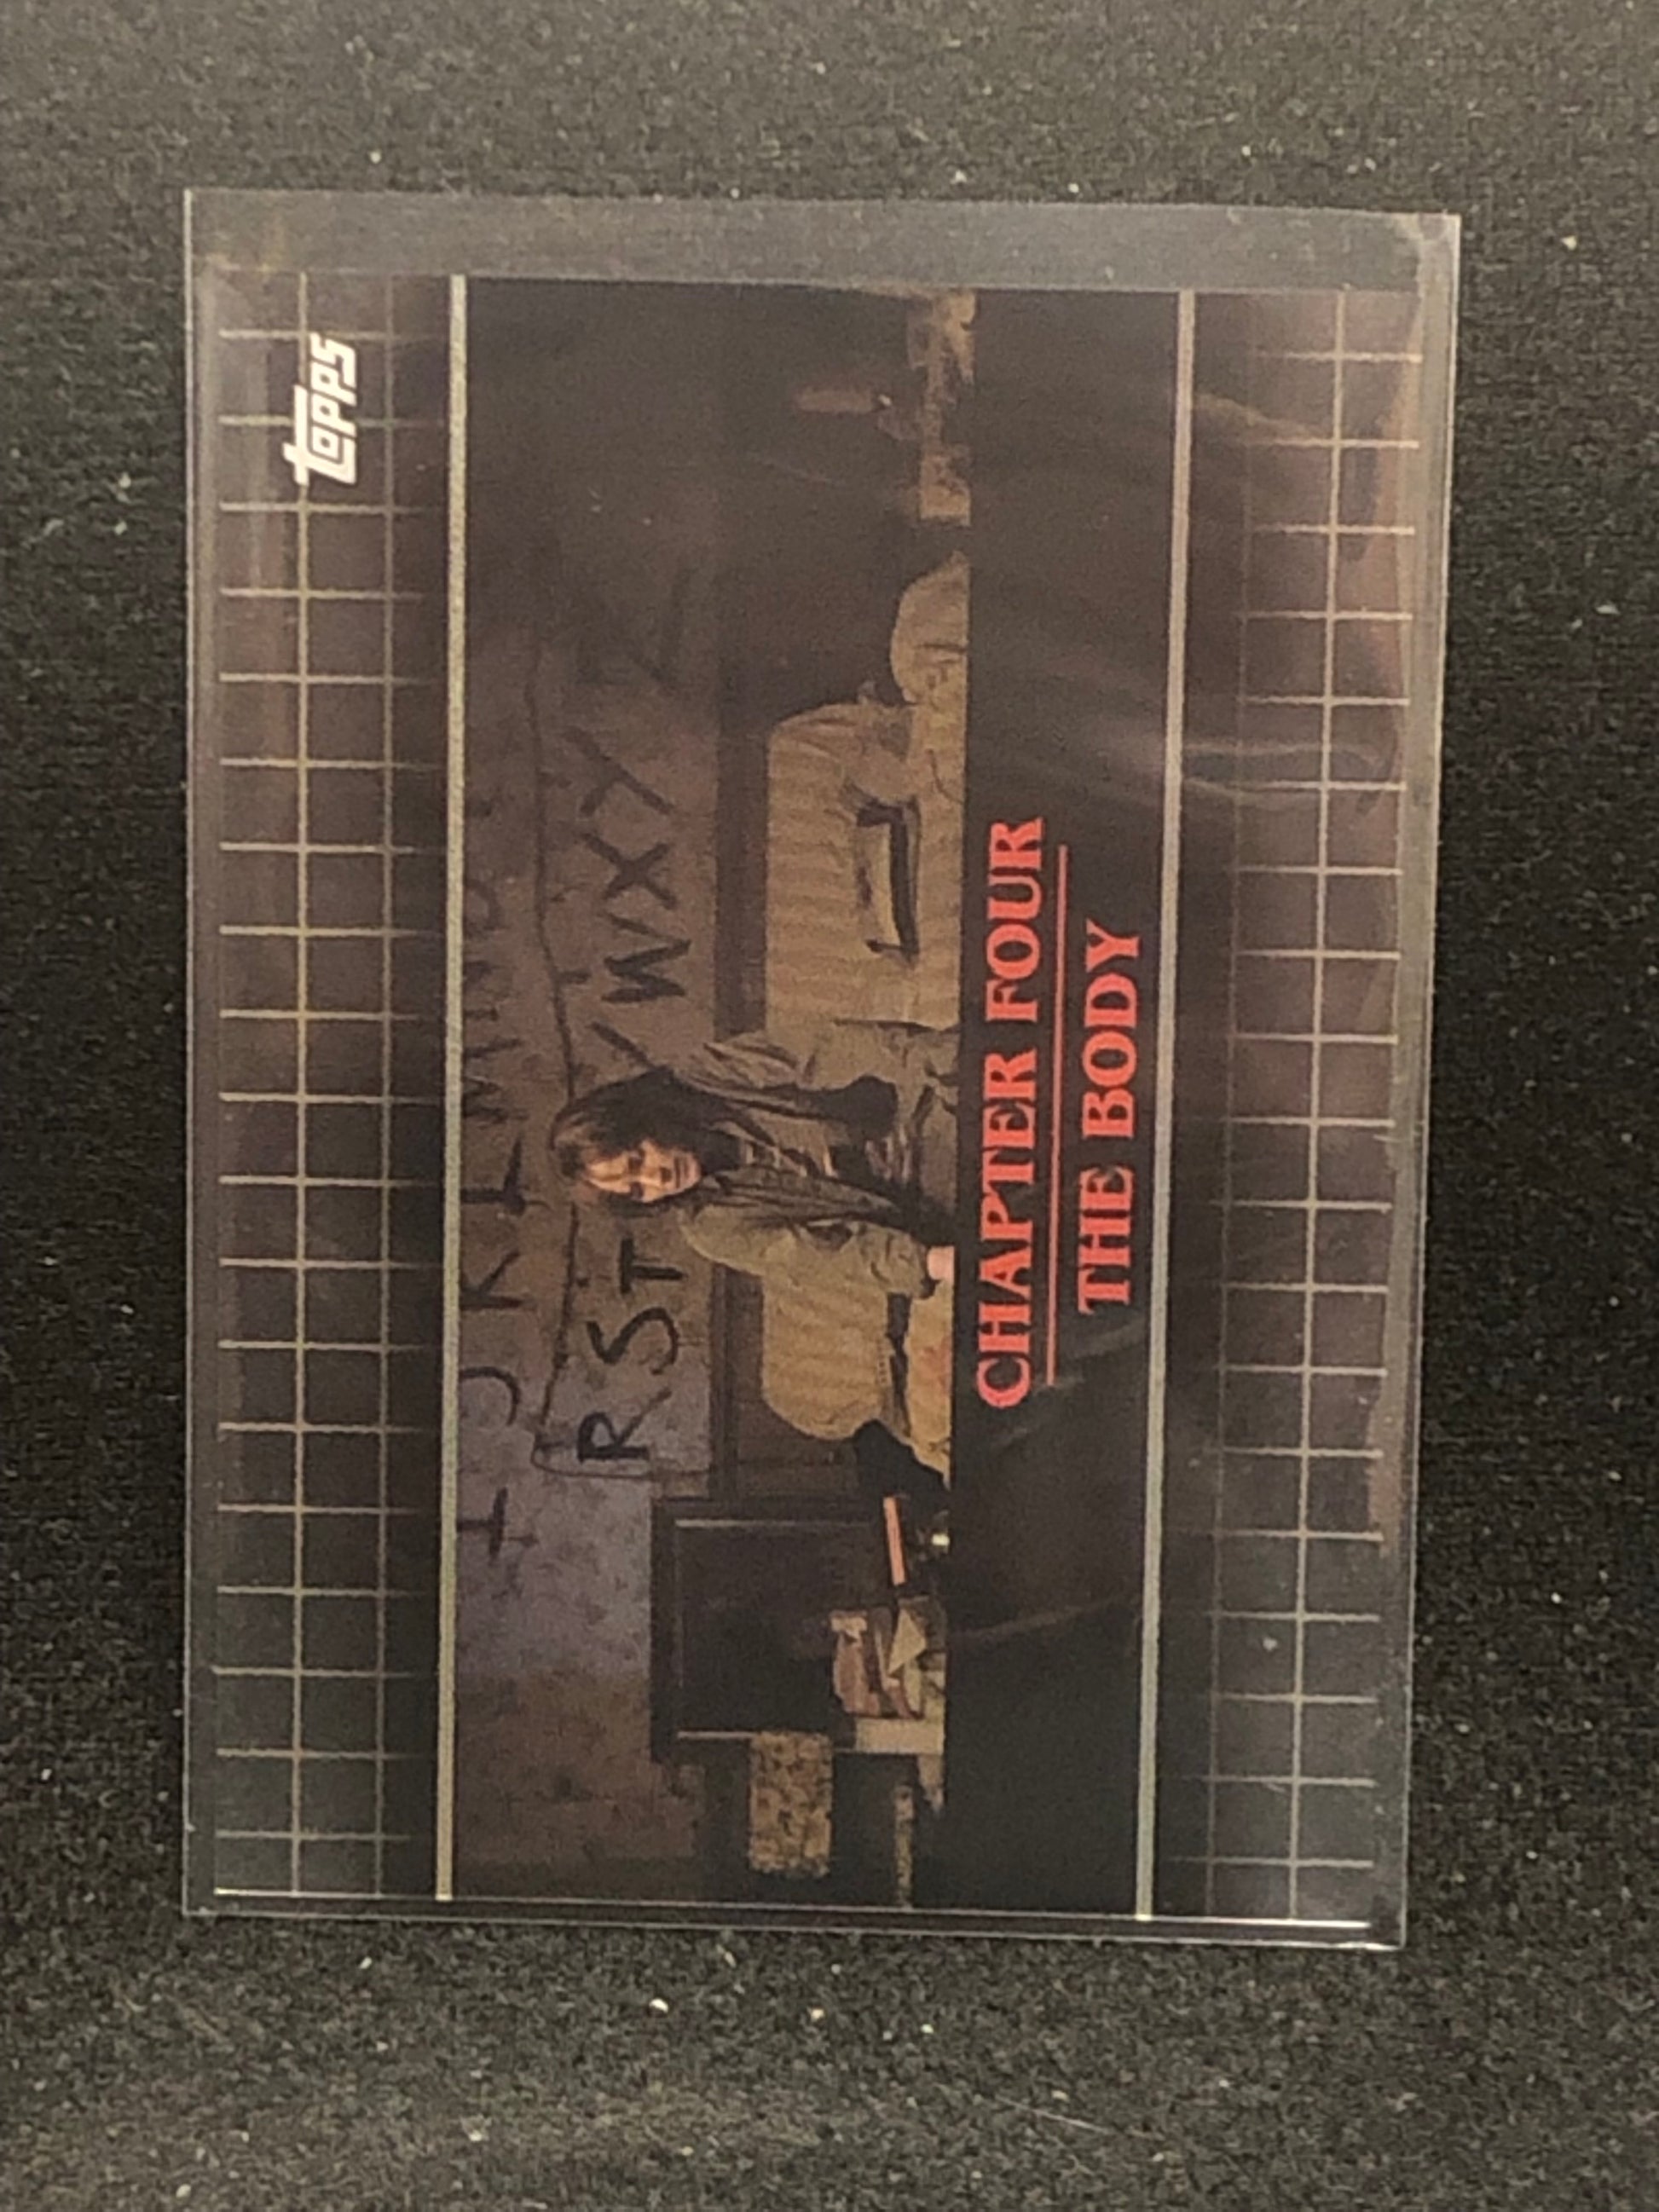 topps
I J K L M N O
R S T V W X Y
CHAPTER FOUR
THE BODY